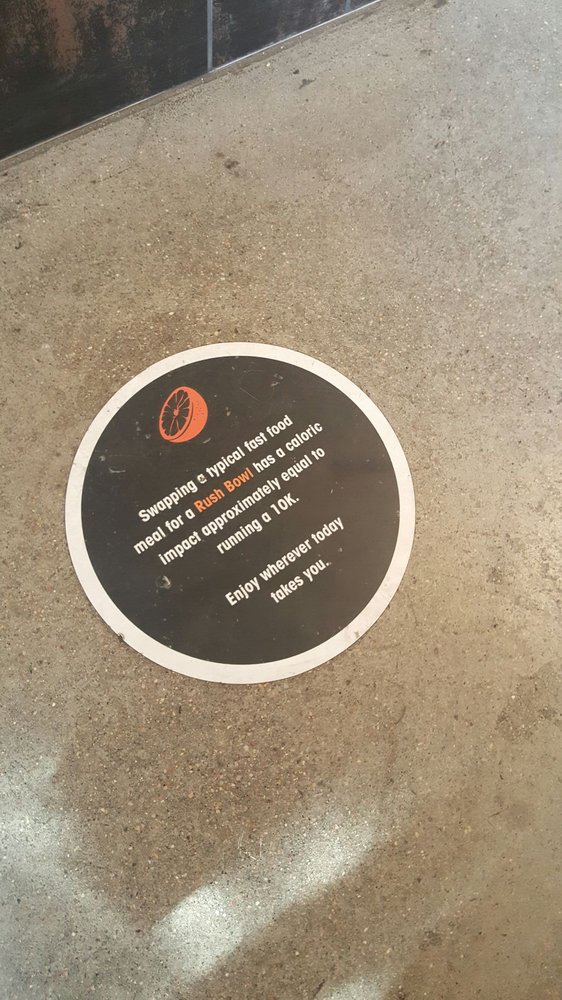 Swapping a typical fast food
meal for a Rush Bowl has a caloric
impact approximately equal to
running a 10K.
Enjoy wherever today
takes you.